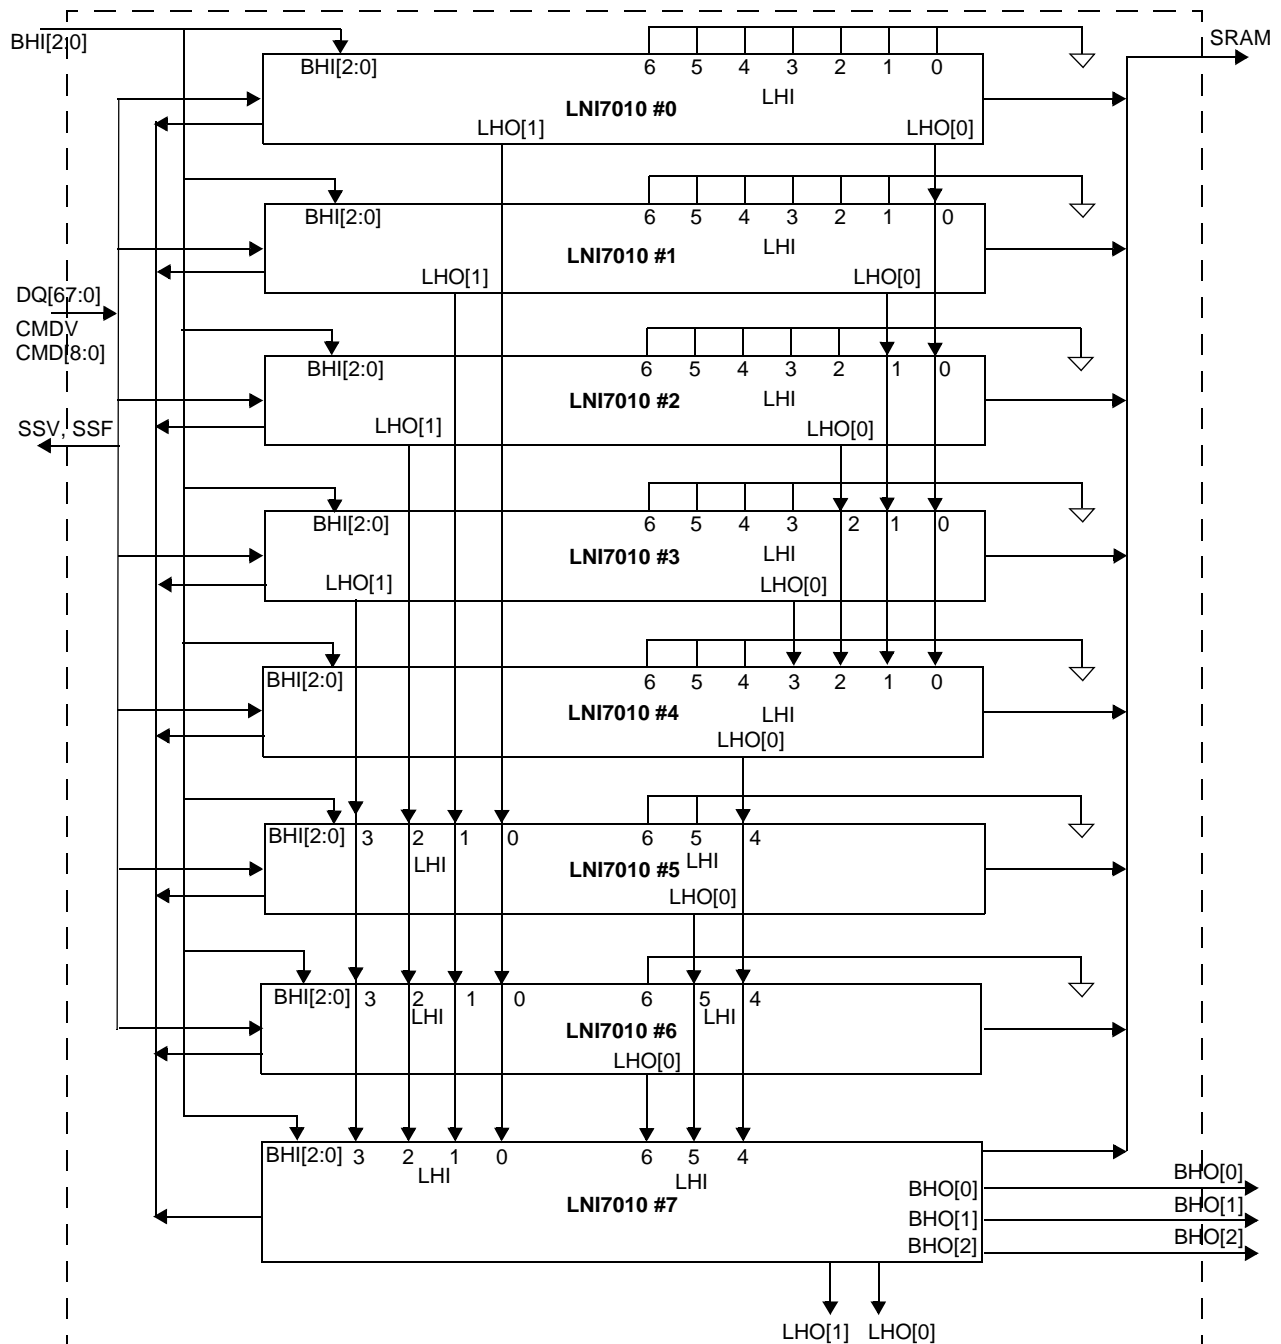 BHI[2:0]
SRAM
BHI[2:0]
6 5 4 3 2 1 0
LHI
LNI7010 #0
LHO[1]
LHO[0]
BHI[2:0]
6 5 4 3 2 1 0
LHI
LNI7010 #1
LHO[1]
LHO[0]
DQ[67:0]
CMDV
CMD[8:0]
BHI[2:0]
6 5 4 3 2 1 0
LHI
LNI7010 #2
LHO[1]
LHO[0]
SSV, SSF
BHI[2:0]
6 5 4 3 2 1 0
LHI
LNI7010 #3
LHO[1]
LHO[0]
BHI[2:0]
6 5 4 3 2 1 0
LHI
LNI7010 #4
LHO[0]
BHI[2:0] 3 2 1 0 6 5 4
LHI LHI
LNI7010 #5
LHO[0]
BHI[2:0] 3 2 1 0 6 5 4
LHI LHI
LNI7010 #6
LHO[0]
BHI[2:0] 3 2 1 0 6 5 4
LHI LHI
LNI7010 #7
BHO[0] BHO[0]
BHO[1] BHO[1]
BHO[2] BHO[2]
LHO[1] LHO[0]